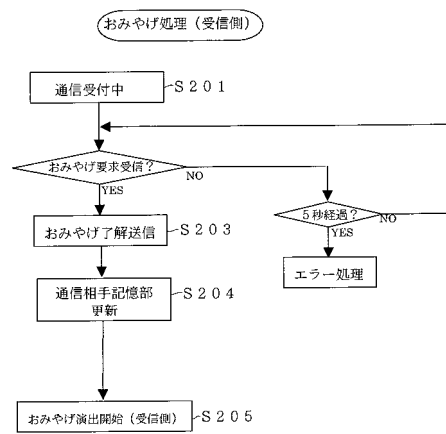 おみやげ処理（受信側）
通信受付中
S201
おみやげ要求受信？
NO
YES
5秒経過？
NO
YES
おみやげ了解送信
S203
エラー処理
通信相手記憶部
更新
S204
おみやげ演出開始（受信側）
S205